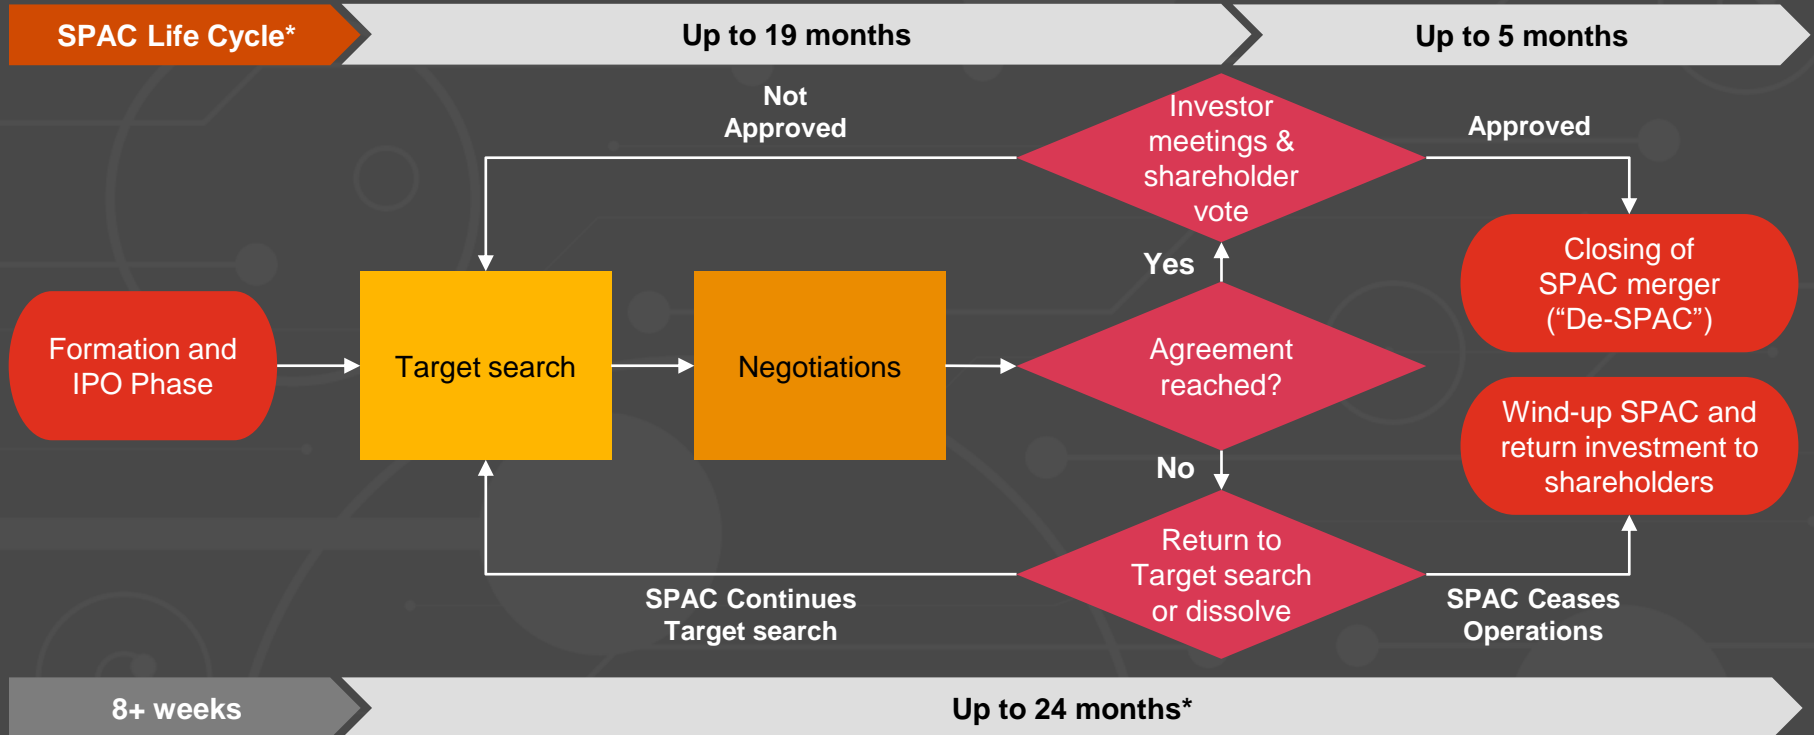 SPAC Life Cycle*
Up to 19 months
Up to 5 months
Not
Approved
Investor
meetings &
shareholder
vote
Approved
Yes
Closing of
SPAC merger
(“De-SPAC”)
Formation and
IPO Phase
Target search
Negotiations
Agreement
reached?
Wind-up SPAC and
return investment to
shareholders
No
Return to
Target search
or dissolve
SPAC Continues
Target search
SPAC Ceases
Operations
8+ weeks
Up to 24 months*